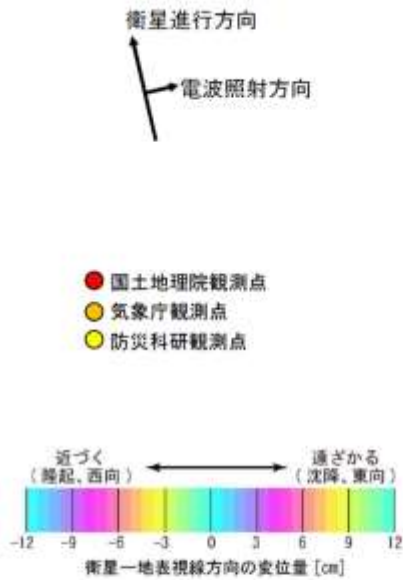 衛星進行方向
電波照射方向
国土地理院観測点
気象庁観測点
防災科研観測点
近づく
(隆起、西向)
遠ざかる
(沈降、東向)
-12 -9 -6 -3 0 3 6 9 12
衛星―地表視線方向の変位量 [cm]